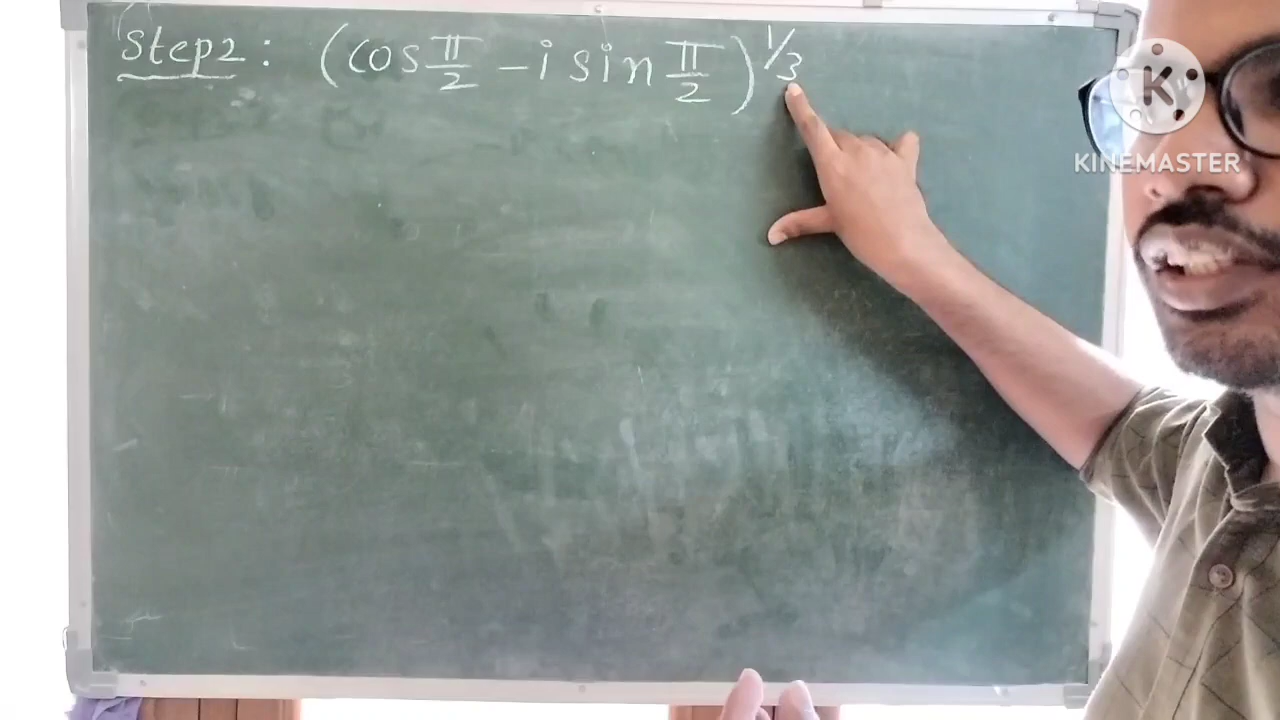 Step2: (cos π/2 - i sin π/2)^1/3
K
KINEMASTER